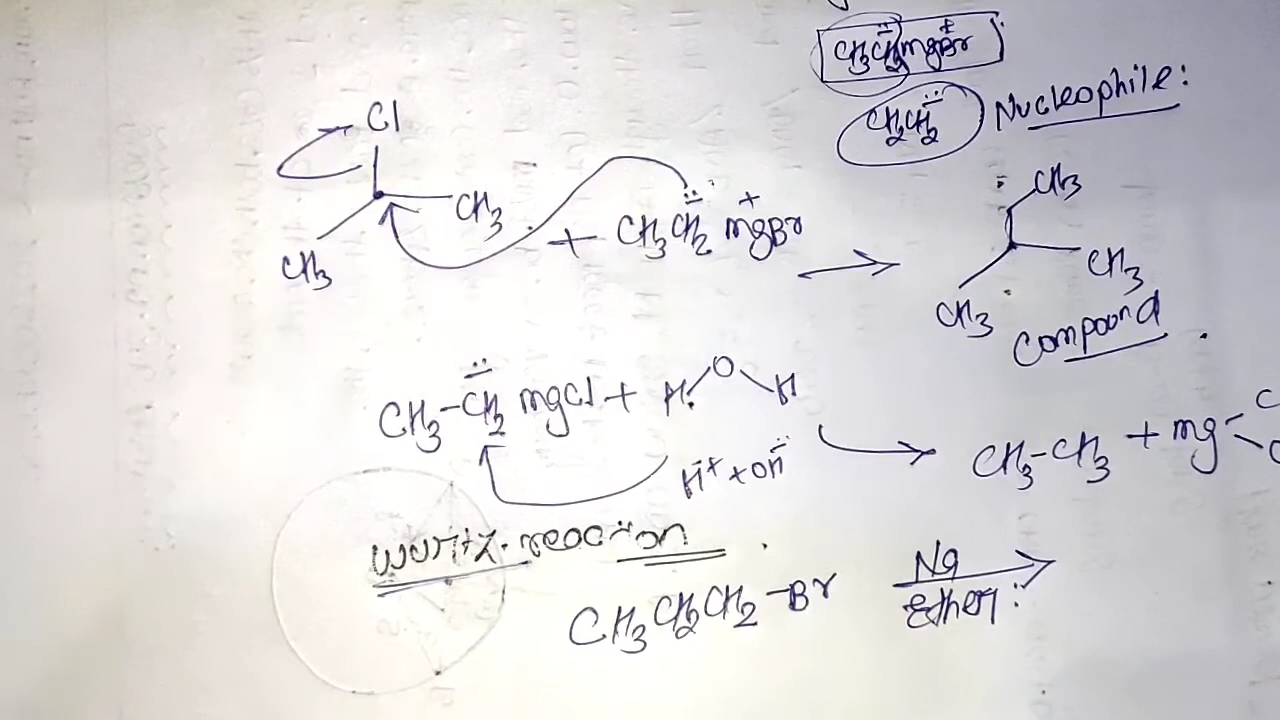 CH3CH2MgBr
CH3CH2 Nucleophile:
Cl
CH3
CH3
+ CH3CH2 MgBr →
CH3
CH3
CH3
Compound
CH3-CH2 MgCl + H O H → CH3-CH3 + Mg
H+ + OH
Wurtz reaction
CH3CH2CH2-Br Na →
Ether: